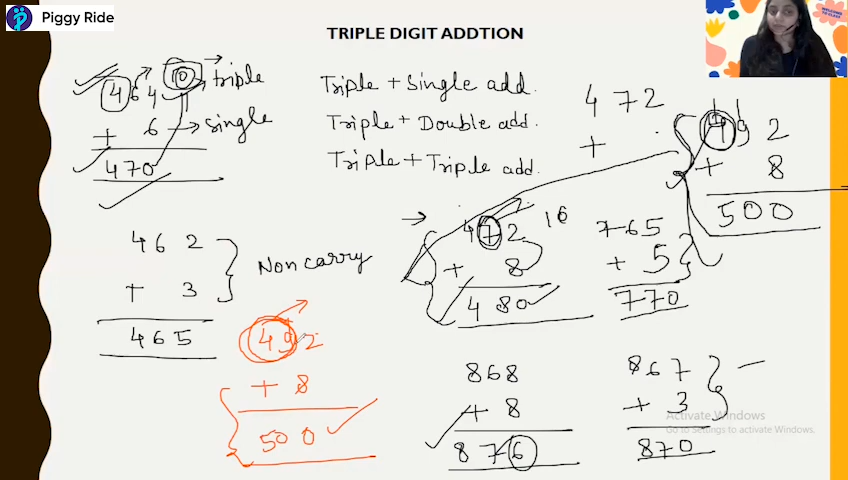 Piggy Ride
TRIPLE DIGIT ADDTION
WELCOME
10
464 → triple
+ 6 → single
470
Triple + Single add.
Triple + Double add.
Triple + Triple add.
472
+
492
+ 8
500
462
+ 3
465
Non carry
492
+ 8
500
→
472
+ 8
480
16
765
+ 5
770
868
+ 8
876
867
+ 3
870
Activate Windows
Go to Settings to activate Windows.